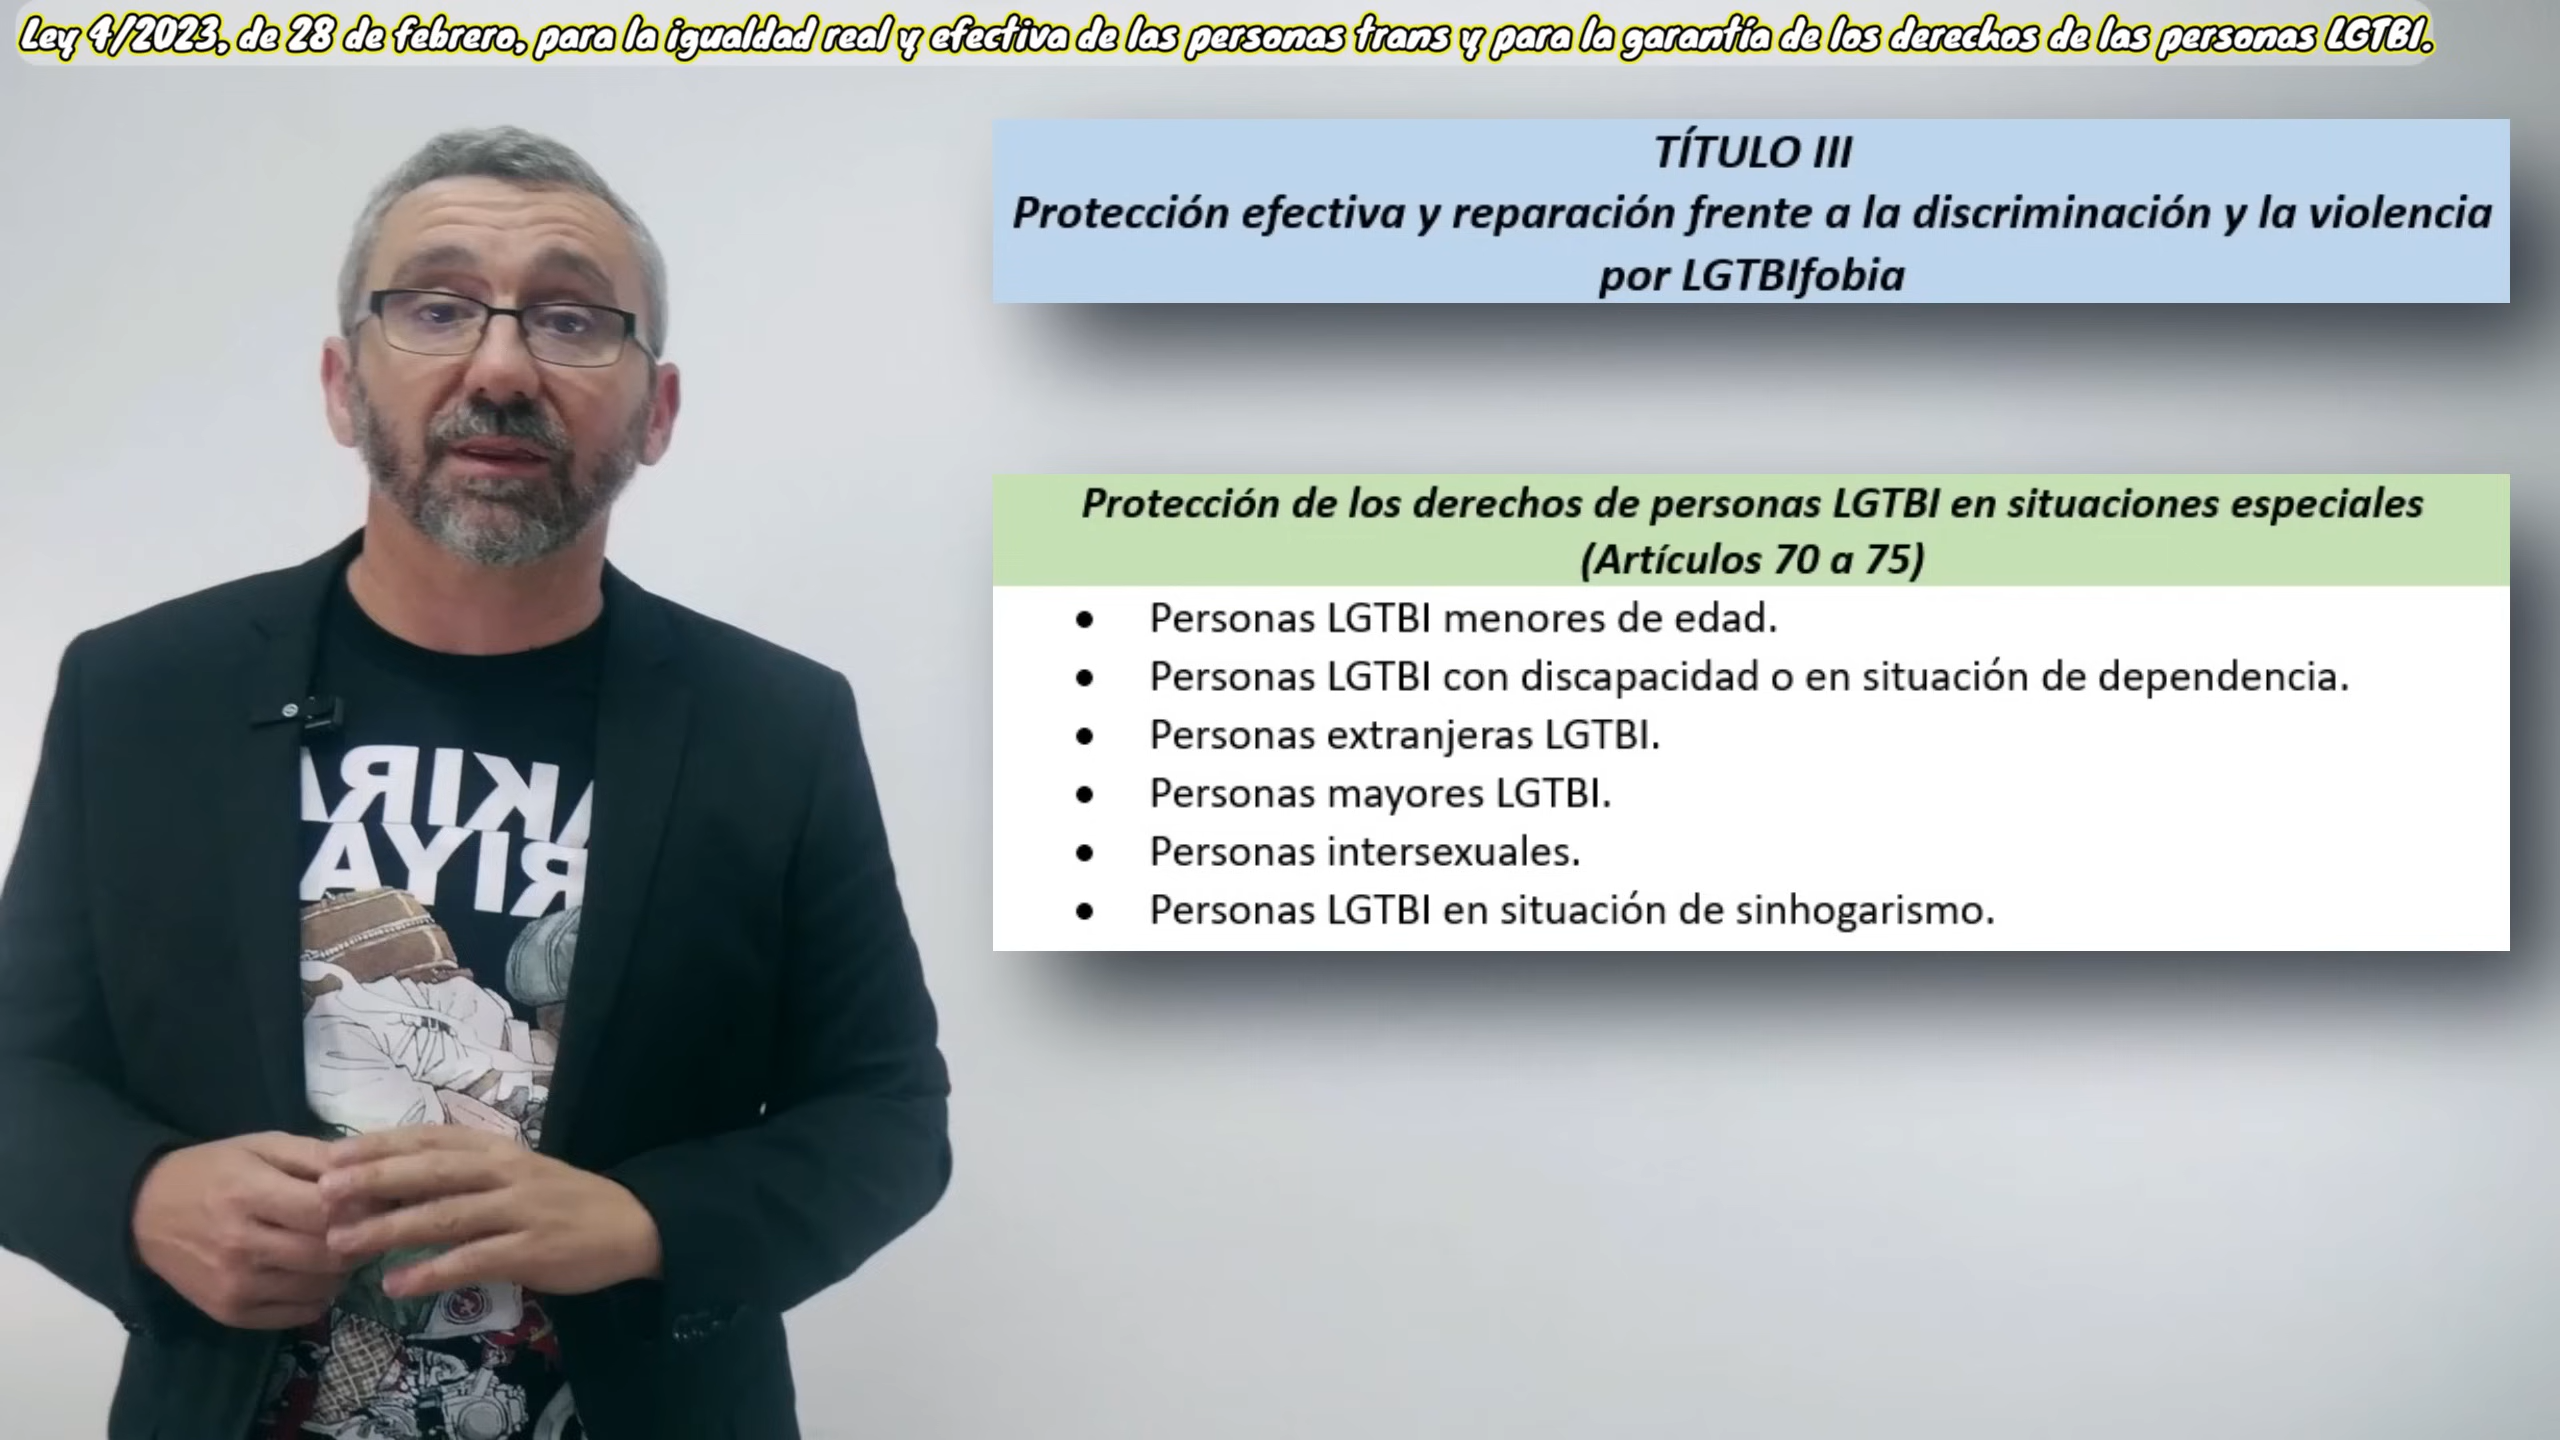 Ley 4/2023, de 28 de febrero, para la igualdad real y efectiva de las personas trans y para la garantía de los derechos de las personas LGTBI.
TÍTULO III
Protección efectiva y reparación frente a la discriminación y la violencia
por LGTBIfobia
Protección de los derechos de personas LGTBI en situaciones especiales
(Artículos 70 a 75)
• Personas LGTBI menores de edad.
• Personas LGTBI con discapacidad o en situación de dependencia.
• Personas extranjeras LGTBI.
• Personas mayores LGTBI.
• Personas intersexuales.
• Personas LGTBI en situación de sinhogarismo.
AKIRA
RIYA